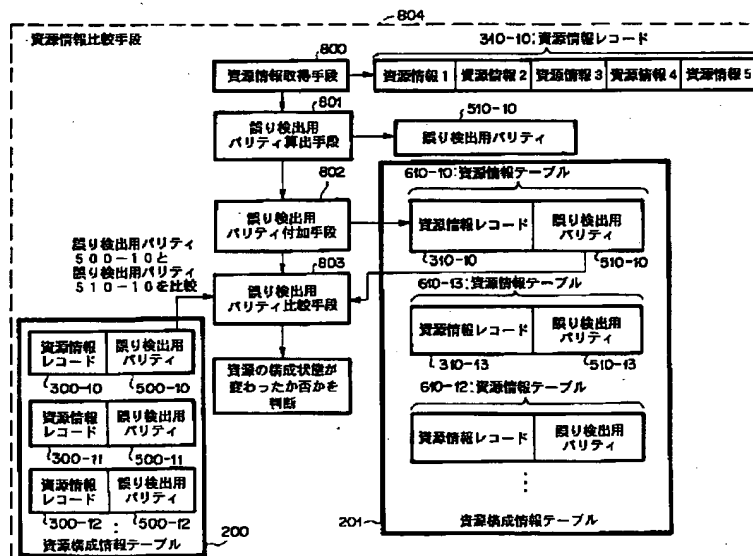 804
資源情報比較手段
800
310-10:資源情報レコード
資源情報取得手段
資源情報1 資源情報2 資源情報3 資源情報4 資源情報5
801
510-10
誤り検出用
パリティ算出手段
誤り検出用パリティ
802
610-10:資源情報テーブル
誤り検出用
パリティ付加手段
資源情報レコード
誤り検出用
パリティ
310-10
510-10
誤り検出用パリティ
500-10と
誤り検出用パリティ
510-10を比較
803
誤り検出用
パリティ比較手段
610-13:資源情報テーブル
資源情報レコード
誤り検出用
パリティ
310-13
510-13
資源の構成状態が
変わったか否かを
判断
610-12:資源情報テーブル
資源情報レコード
誤り検出用
パリティ
資源情報
レコード
誤り検出用
パリティ
300-10
500-10
資源情報
レコード
誤り検出用
パリティ
300-11
500-11
資源情報
レコード
誤り検出用
パリティ
300-12
500-12
資源構成情報テーブル
200
201
資源構成情報テーブル